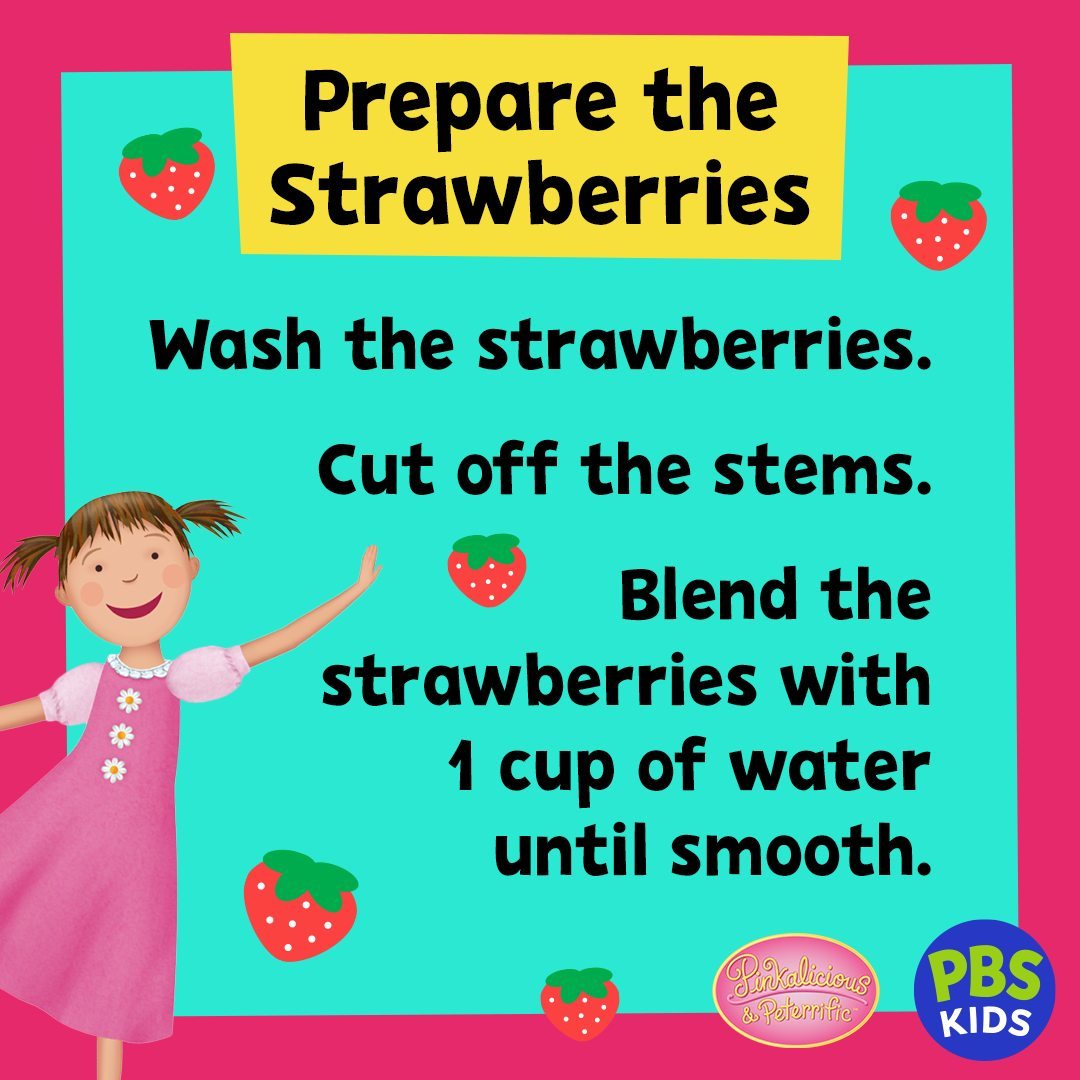 Prepare the
Strawberries
Wash the strawberries.
Cut off the stems.
Blend the
strawberries with
1 cup of water
until smooth.
Pinkalicious
& Peterrific
PBS
KIDS